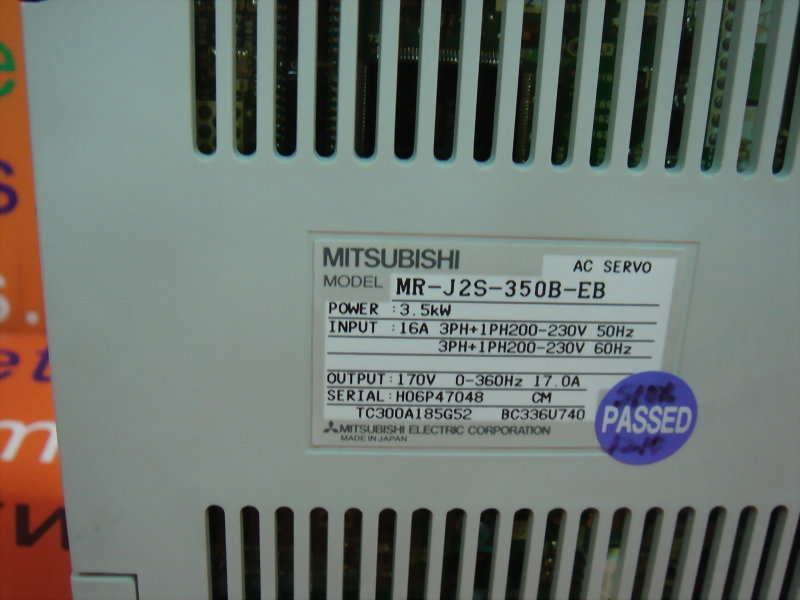 MITSUBISHI
AC SERVO
MODEL MR-J2S-350B-EB
POWER :3.5kW
INPUT :16A 3PH+1PH200-230V 50Hz
3PH+1PH200-230V 60Hz
OUTPUT:170V 0-360Hz 17.0A
SERIAL:H06P47048 CM
TC300A185G52 BC336U740
MITSUBISHI ELECTRIC CORPORATION
MADE IN JAPAN
PASSED